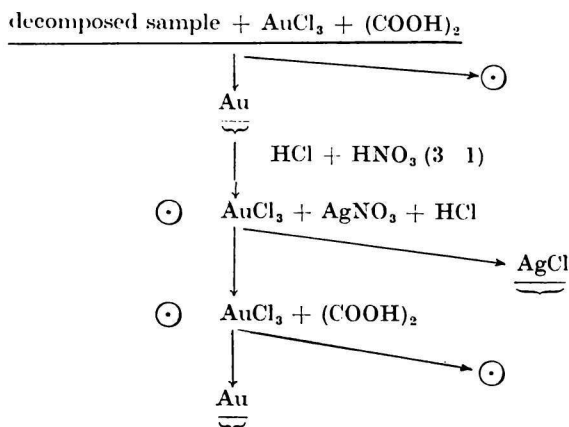 decomposed sample + AuCl₃ + (COOH)₂
Au
HCl + HNO₃ (3 1)
AuCl₃ + AgNO₃ + HCl
AgCl
AuCl₃ + (COOH)₂
Au